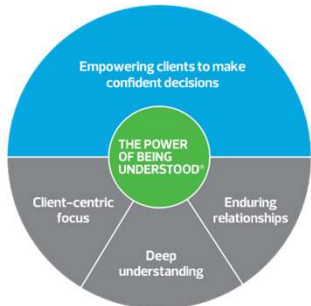 Empowering clients to make
confident decisions
THE POWER
OF BEING
UNDERSTOOD®
Client-centric
focus
Enduring
relationships
Deep
understanding